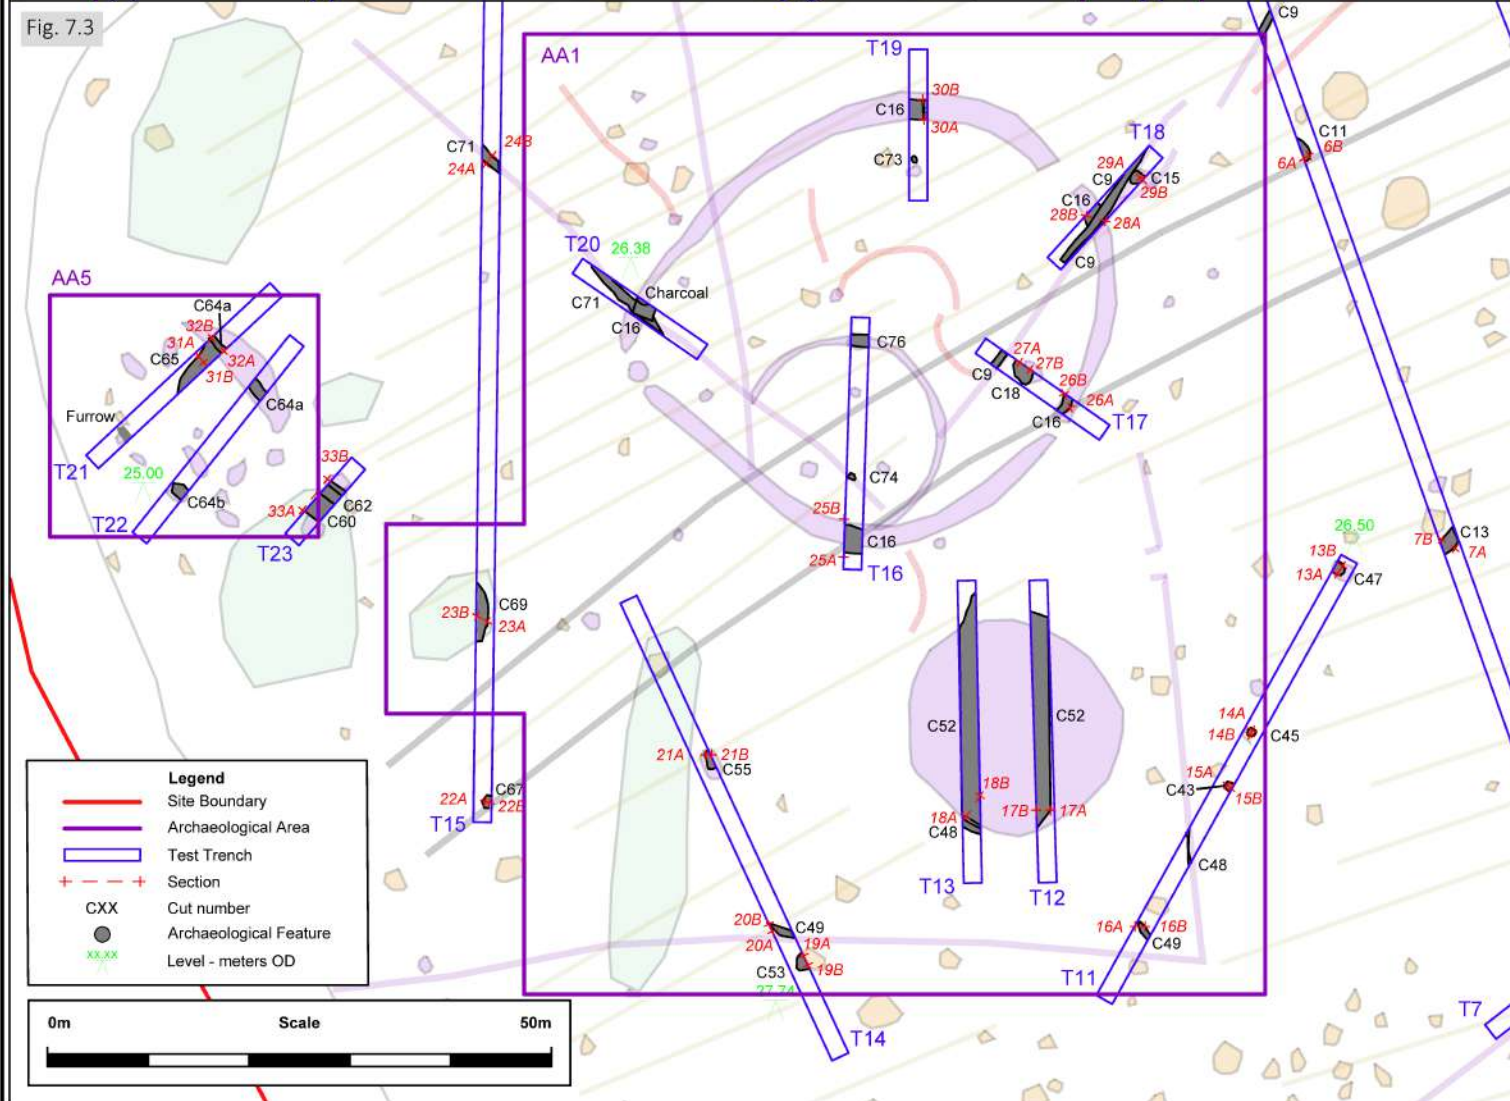 Fig. 7.3
AA1
T19
C9
30B
C16
30A
C73
T18
29A
C9
C15
29B
C16
28B
28A
C9
C11
6B
6A
C71
24B
24A
T20
26.38
Charcoal
C71
C16
AA5
C64a
32B
31A
C65
32A
31B
C64a
Furrow
T21
25.00
C64b
T22
33B
33A
C62
C60
T23
C76
27A
27B
C9
C18
26B
26A
C16
T17
C74
25B
C16
25A
T16
26.50
13B
13A
C47
7B
C13
7A
C69
23B
23A
C52
C52
14A
14B
C45
15A
C43
15B
21A
21B
C55
22A
C67
22B
T15
18B
18A
17B
17A
C48
T13
T12
C48
20B
C49
20A
19A
C53
19B
27.74
T14
16A
16B
C49
T11
T7
Legend
Site Boundary
Archaeological Area
Test Trench
Section
CXX
Cut number
Archaeological Feature
XX.XX
Level - meters OD
0m
Scale
50m